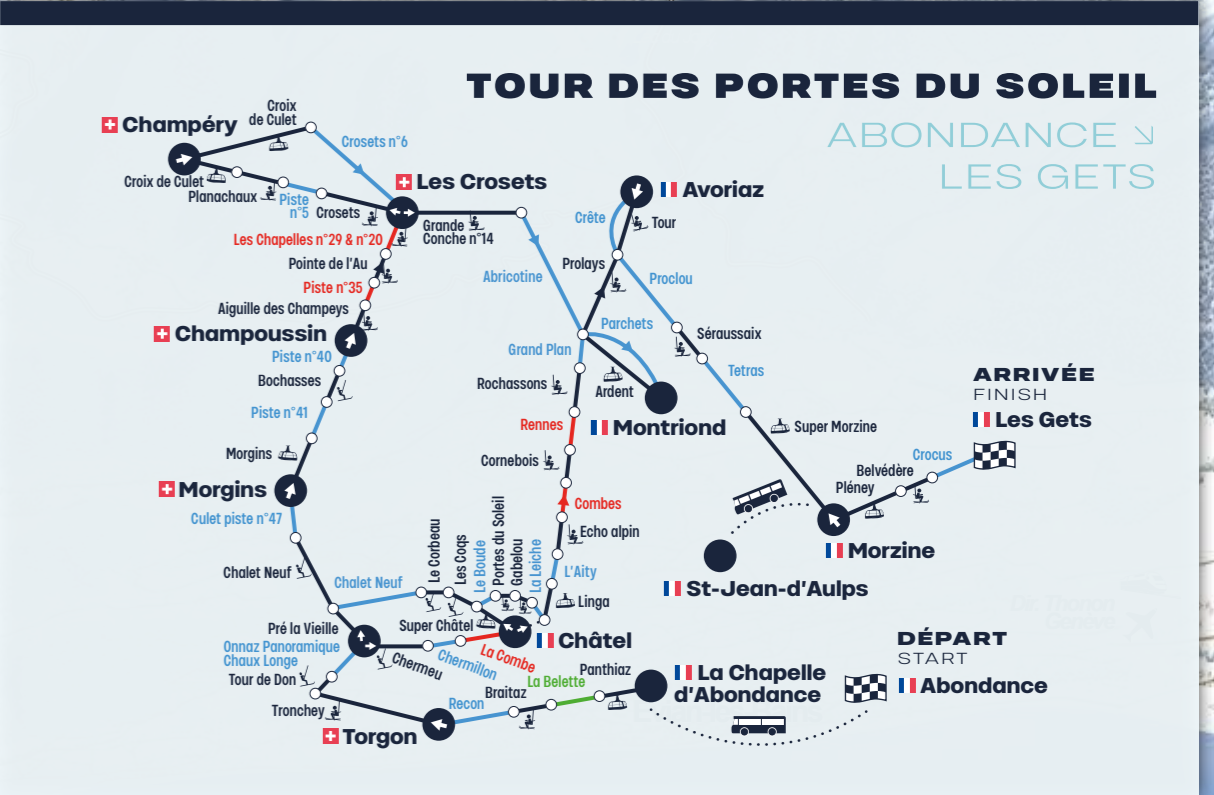 TOUR DES PORTES DU SOLEIL
ABONDANCE ↘
LES GETS
Croix
de Culet
Champéry
Crosets n°6
Croix de Culet
Planachaux
Piste
n°5
Crosets
Les Crosets
Grande
Conche n°14
Les Chapelles n°29 & n°20
Pointe de l'Au
Piste n°35
Aiguille des Champeys
Champoussin
Piste n°40
Bochasses
Piste n°41
Morgins
Morgins
Culet piste n°47
Chalet Neuf
Abricotine
Avoriaz
Crête
Tour
Prolays
Proclou
Parchets
Séraussaix
Grand Plan
Tetras
Rochassons
Ardent
Montriond
Rennes
Super Morzine
Cornebois
Combes
Echo alpin
L'Aity
Linga
ARRIVÉE
FINISH
Les Gets
Crocus
Belvédère
Pléney
Morzine
St-Jean-d'Aulps
Chalet Neuf
Le Corbeau
Les Coqs
Le Boude
Portes du Soleil
Gabelou
La Leiche
Super Châtel
Châtel
Pré la Vieille
Onnaz Panoramique
Chaux Longe
Tour de Don
Chermeu
Chermillon
La Combe
Tronchey
Torgon
Recon
Braitaz
La Belette
Panthiaz
La Chapelle
d'Abondance
DÉPART
START
Abondance